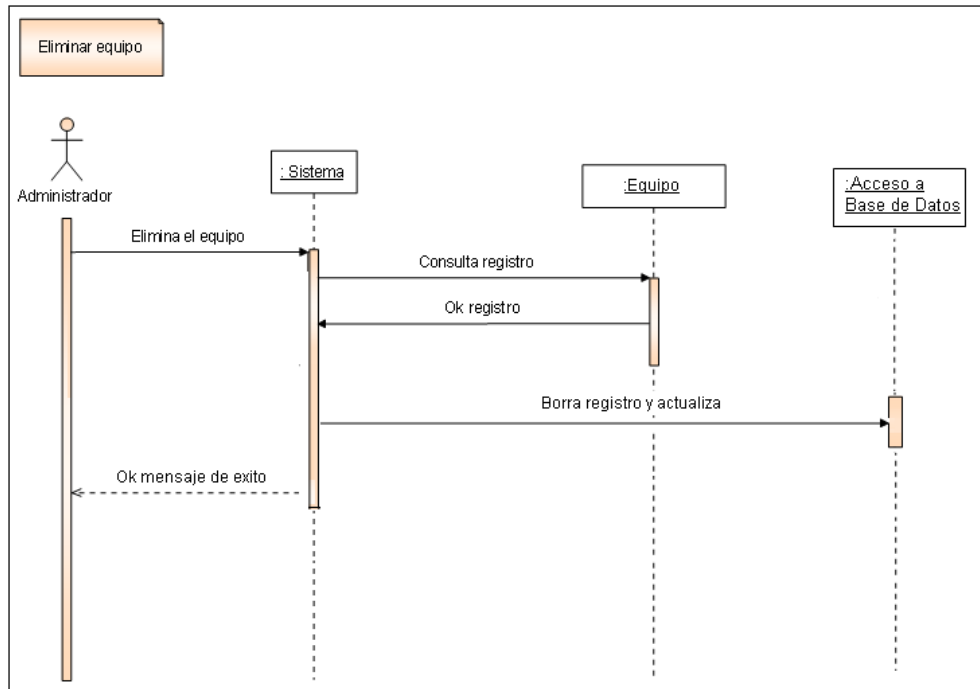 Eliminar equipo
Administrador
: Sistema
:Equipo
:Acceso a
Base de Datos
Elimina el equipo
Consulta registro
Ok registro
Borra registro y actualiza
Ok mensaje de exito